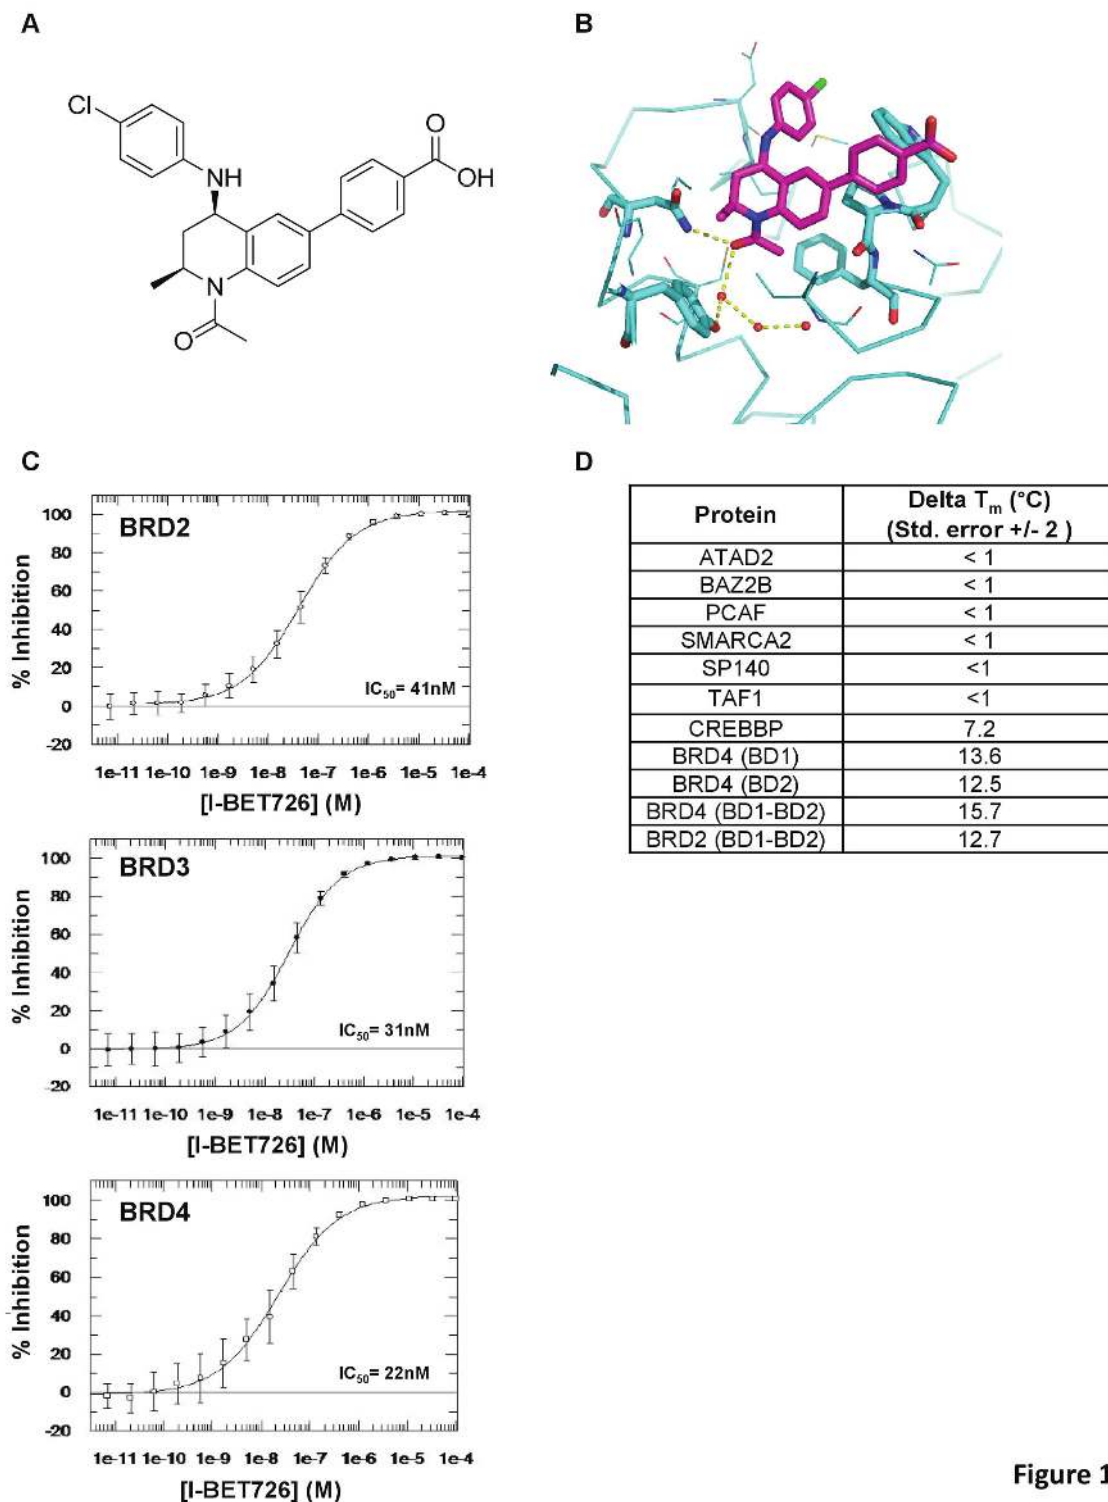 A
B
Cl
NH
O
OH
N
O
C
D
BRD2
100
80
60
40
20
0
-20
% Inhibition
IC50= 41nM
1e-11 1e-10 1e-9 1e-8 1e-7 1e-6 1e-5 1e-4
[I-BET726] (M)
BRD3
100
80
60
40
20
0
-20
% Inhibition
IC50= 31nM
1e-11 1e-10 1e-9 1e-8 1e-7 1e-6 1e-5 1e-4
[I-BET726] (M)
BRD4
100
80
60
40
20
0
-20
% Inhibition
IC50= 22nM
1e-11 1e-10 1e-9 1e-8 1e-7 1e-6 1e-5 1e-4
[I-BET726] (M)
Protein Delta Tm (°C)
(Std. error +/- 2 )
ATAD2 < 1
BAZ2B < 1
PCAF < 1
SMARCA2 < 1
SP140 <1
TAF1 <1
CREBBP 7.2
BRD4 (BD1) 13.6
BRD4 (BD2) 12.5
BRD4 (BD1-BD2) 15.7
BRD2 (BD1-BD2) 12.7
Figure 1